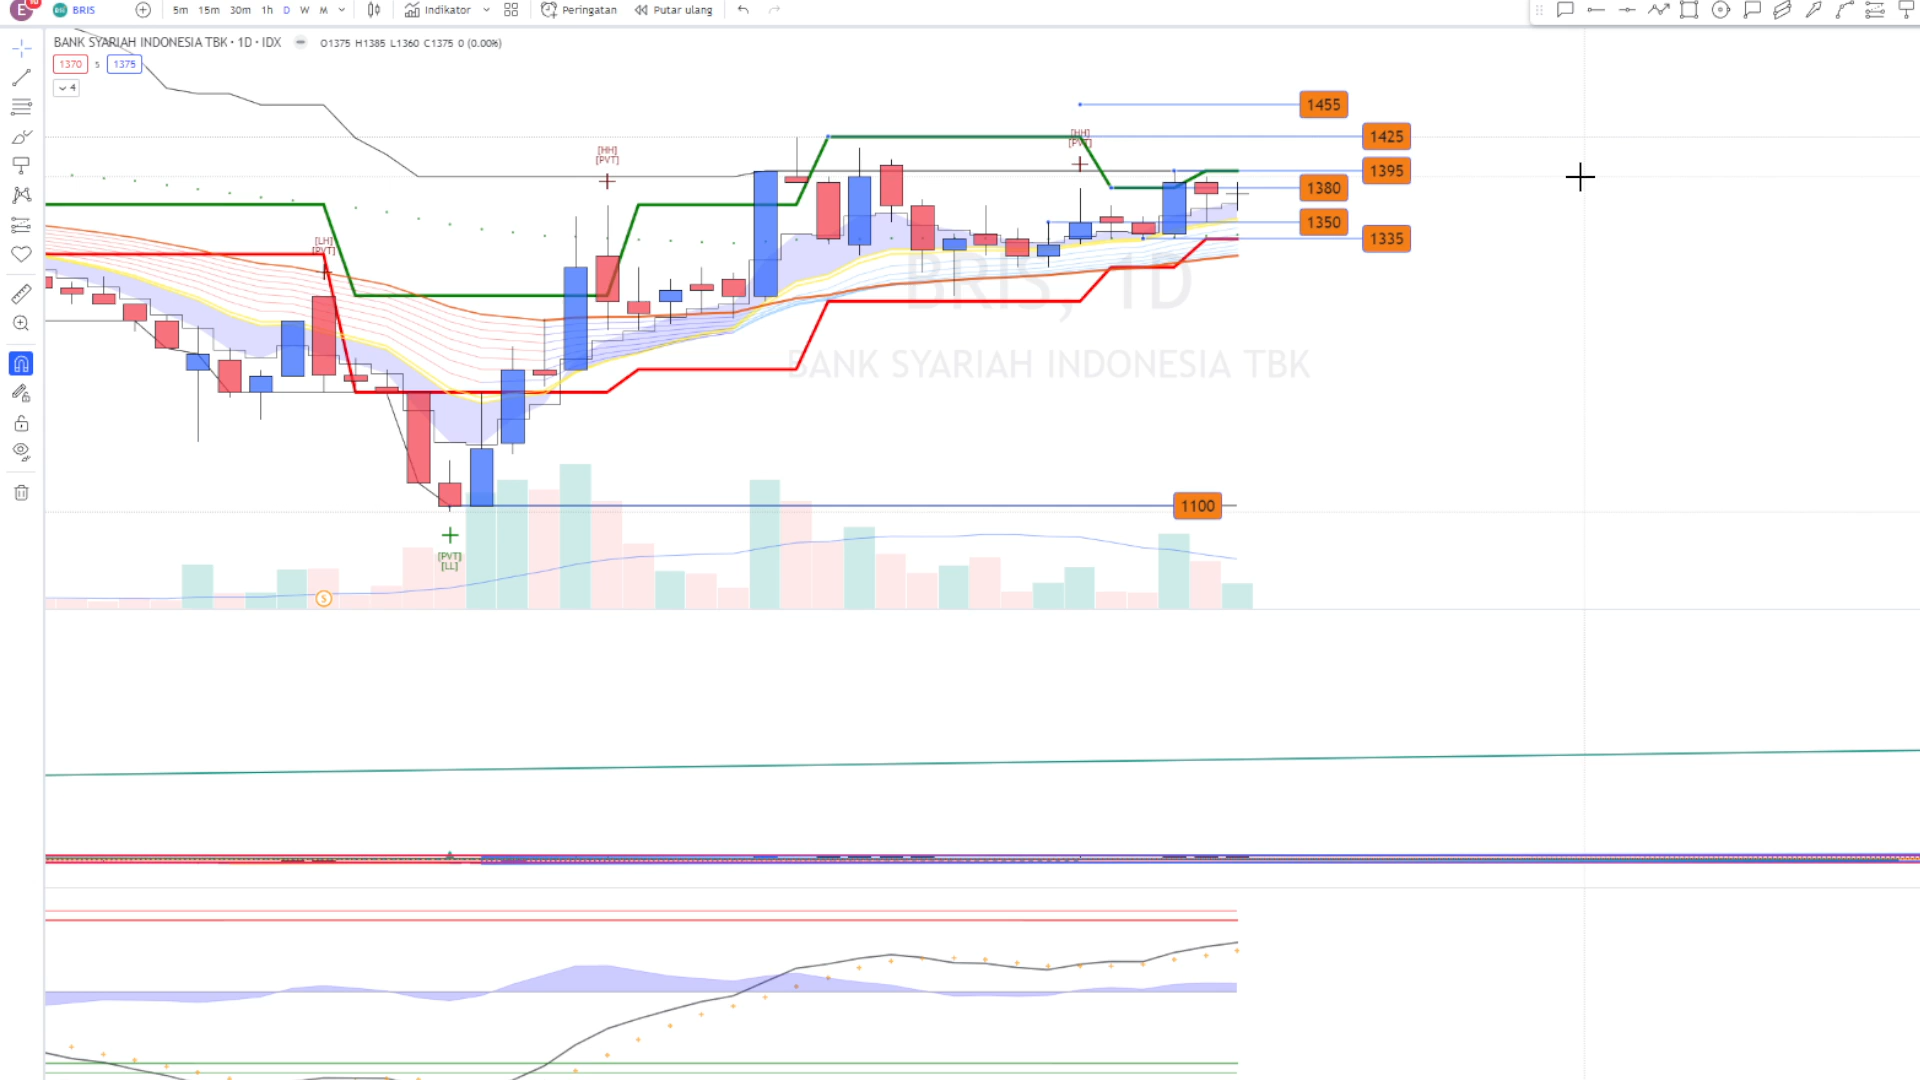 E 10
BRIS 5m 15m 30m 1h D W M Indikator Peringatan Putar ulang
BANK SYARIAH INDONESIA TBK · 1D · IDX O1375 H1385 L1360 C1375 0 (0.00%)
1370 5 1375
4
1455
[HH]
[PVT]
1425
[HH]
[PVT]
1395
1380
1350
[LH]
[PVT]
1335
BRIS, 1D
BANK SYARIAH INDONESIA TBK
1100
[PVT]
[LL]
S